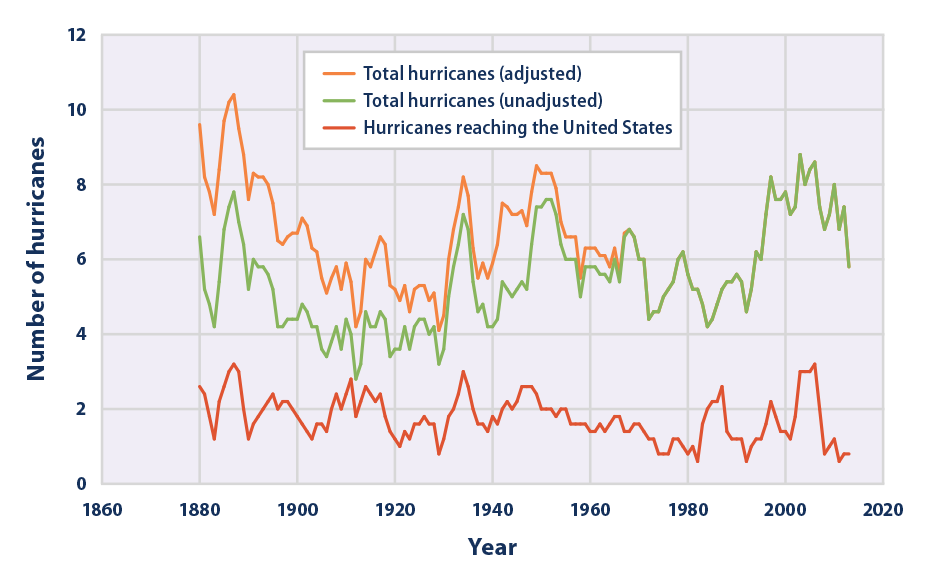 12
10
8
6
4
2
0
Number of hurricanes
Total hurricanes (adjusted)
Total hurricanes (unadjusted)
Hurricanes reaching the United States
1860 1880 1900 1920 1940 1960 1980 2000 2020
Year